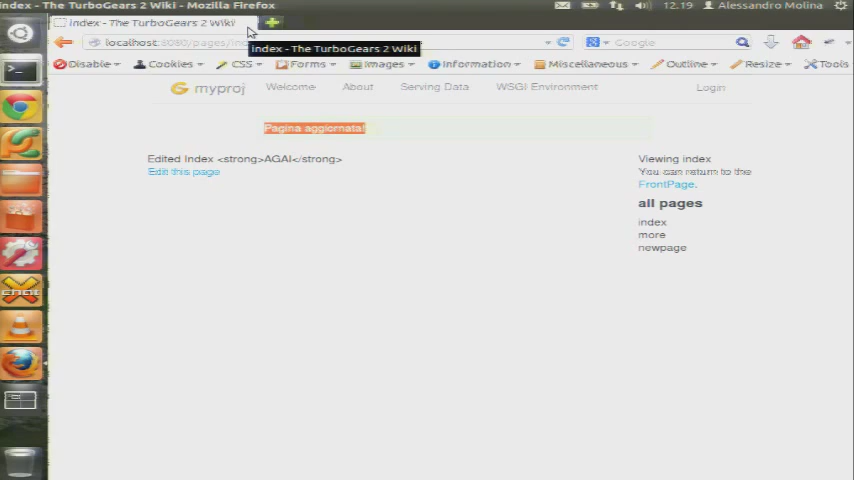 Index - The TurboGears 2 Wiki - Mozilla Firefox
12.19 Alessandro Molina
Index - The TurboGears 2 Wiki
localhost:8080/pages/in
Google
Index - The TurboGears 2 Wiki
Disable Cookies CSS Forms Images Information Miscellaneous Outline Resize Tools
myproj Welcome About Serving Data WSGI Environment Login
Pagina aggiornata!
Edited Index <strong>AGAI</strong>
Edit this page
Viewing index
You can return to the
FrontPage.
all pages
index
more
newpage